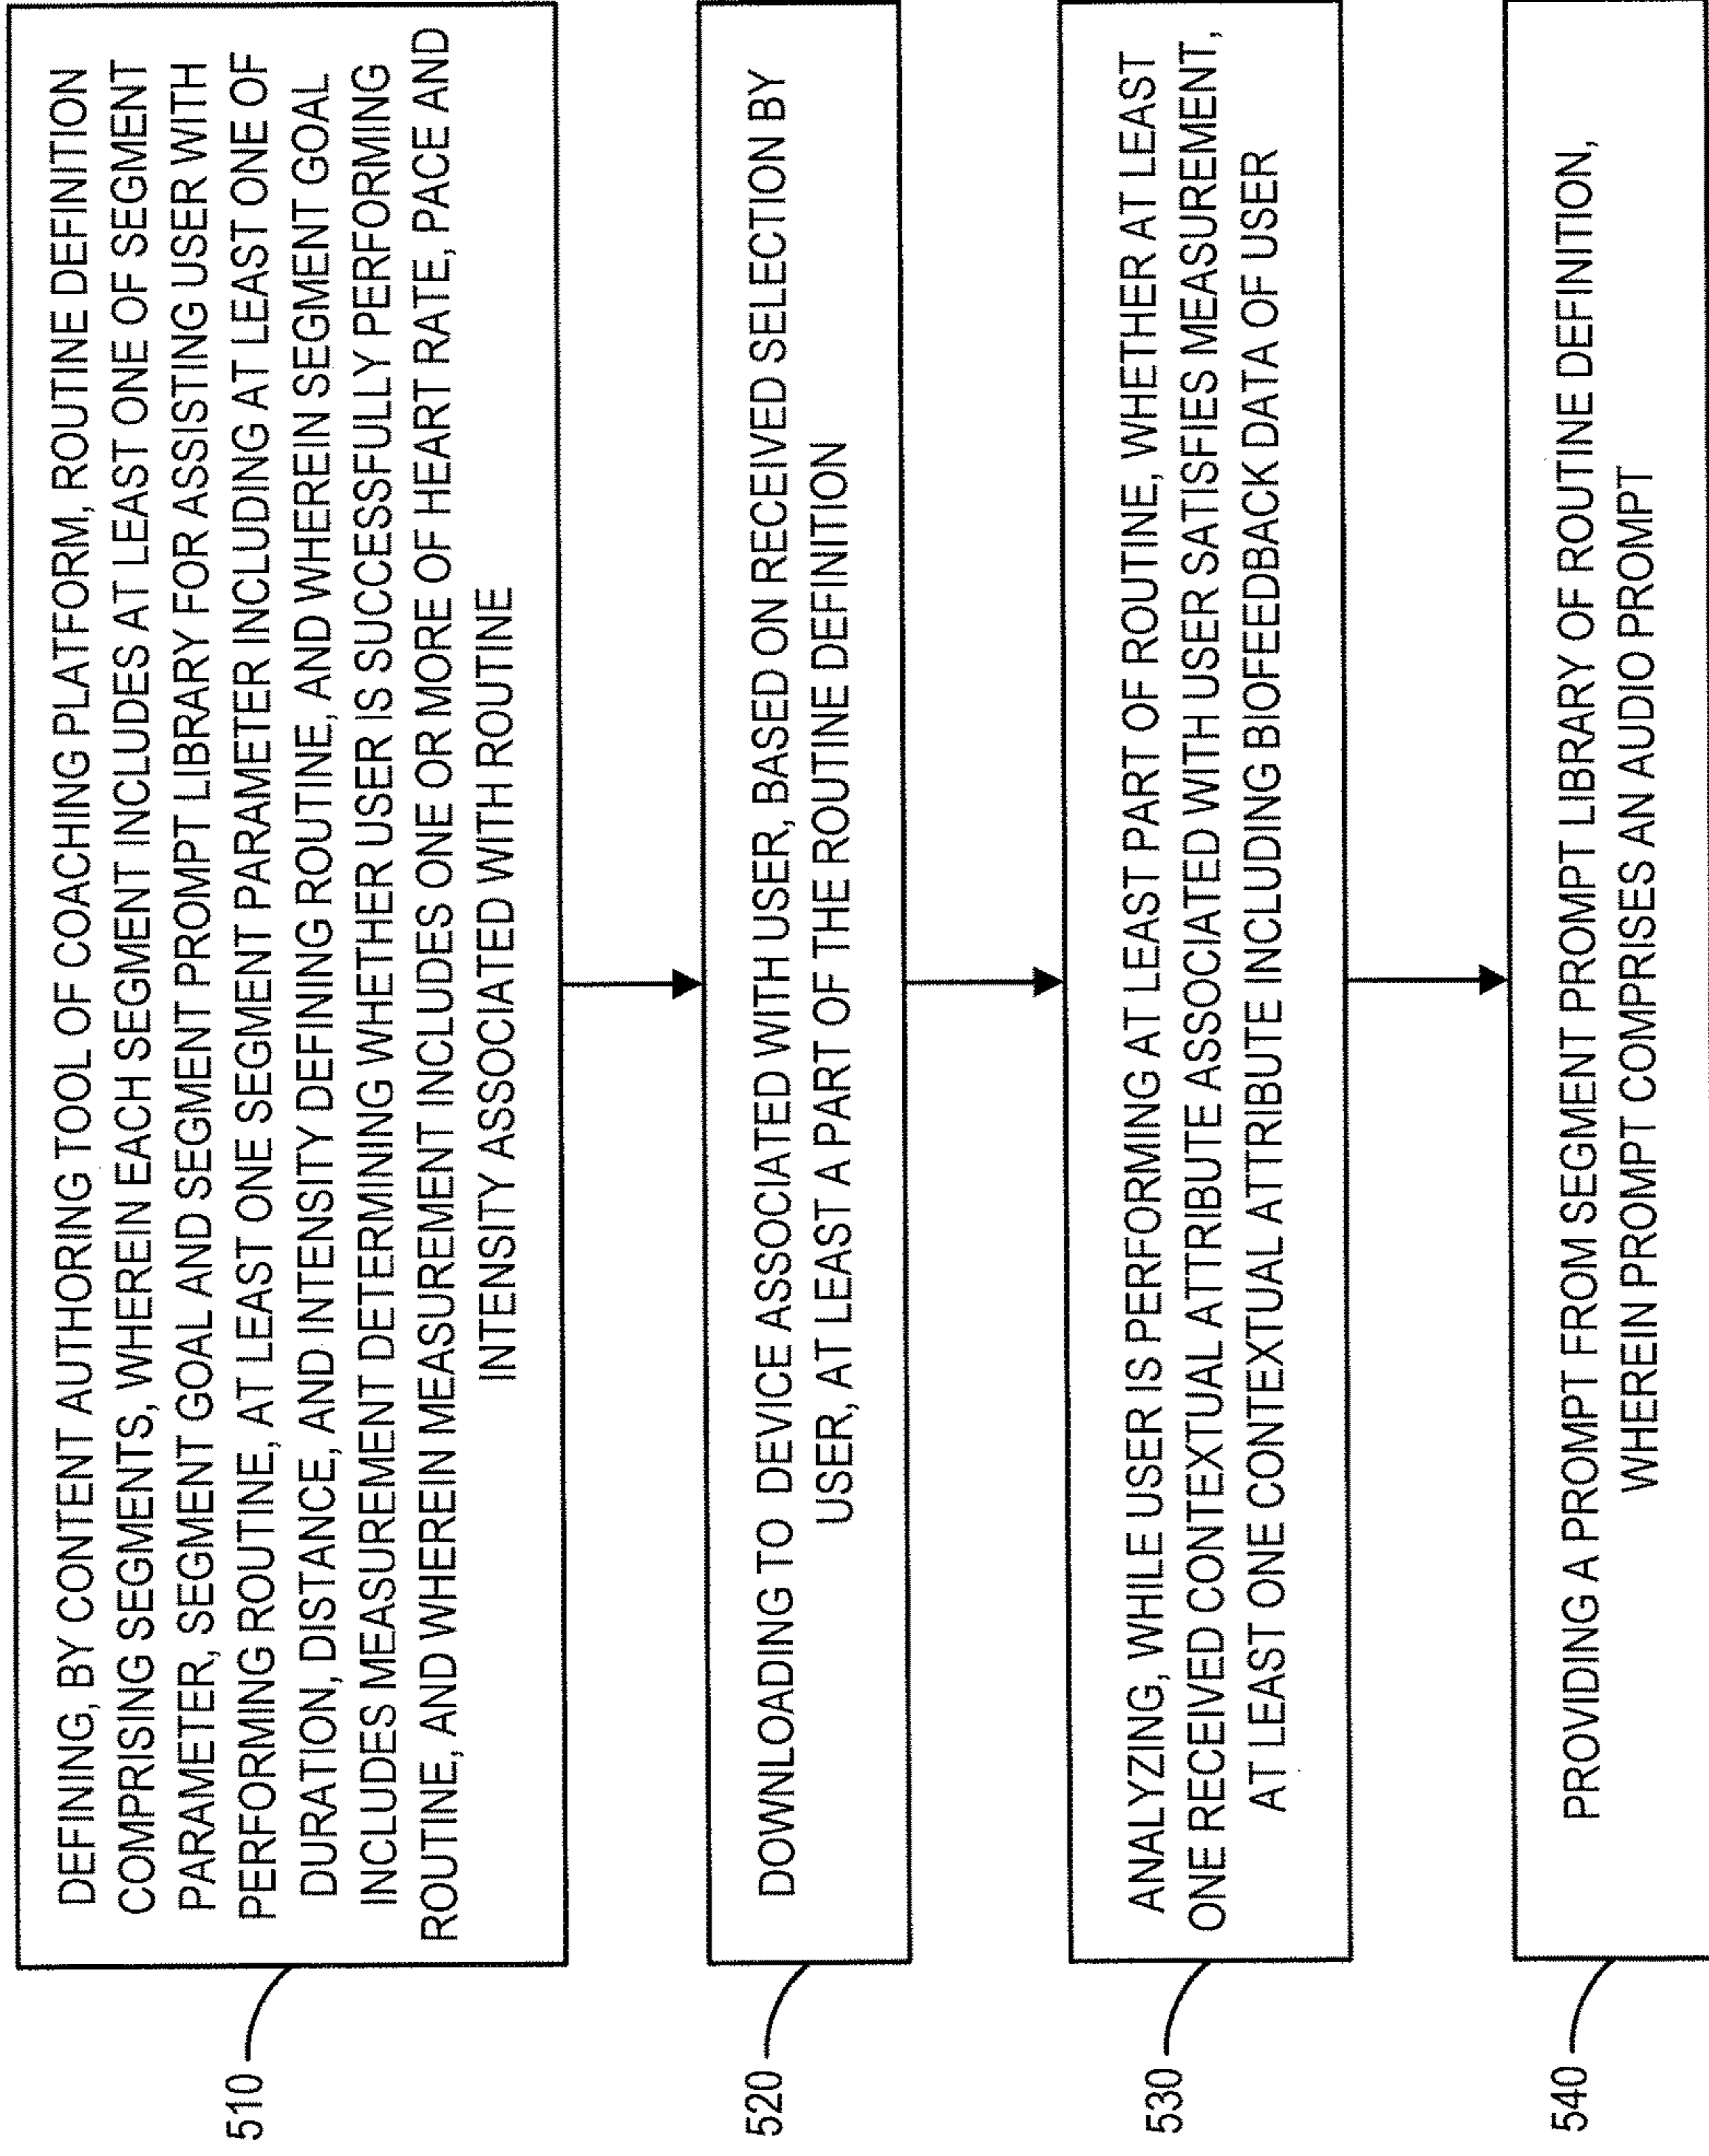 510
DEFINING, BY CONTENT AUTHORING TOOL OF COACHING PLATFORM, ROUTINE DEFINITION
COMPRISING SEGMENTS, WHEREIN EACH SEGMENT INCLUDES AT LEAST ONE OF SEGMENT
PARAMETER, SEGMENT GOAL AND SEGMENT PROMPT LIBRARY FOR ASSISTING USER WITH
PERFORMING ROUTINE, AT LEAST ONE SEGMENT PARAMETER INCLUDING AT LEAST ONE OF
DURATION, DISTANCE, AND INTENSITY DEFINING ROUTINE, AND WHEREIN SEGMENT GOAL
INCLUDES MEASUREMENT DETERMINING WHETHER USER IS SUCCESSFULLY PERFORMING
ROUTINE, AND WHEREIN MEASUREMENT INCLUDES ONE OR MORE OF HEART RATE, PACE AND
INTENSITY ASSOCIATED WITH ROUTINE
520
DOWNLOADING TO DEVICE ASSOCIATED WITH USER, BASED ON RECEIVED SELECTION BY
USER, AT LEAST A PART OF THE ROUTINE DEFINITION
530
ANALYZING, WHILE USER IS PERFORMING AT LEAST PART OF ROUTINE, WHETHER AT LEAST
ONE RECEIVED CONTEXTUAL ATTRIBUTE ASSOCIATED WITH USER SATISFIES MEASUREMENT,
AT LEAST ONE CONTEXTUAL ATTRIBUTE INCLUDING BIOFEEDBACK DATA OF USER
540
PROVIDING A PROMPT FROM SEGMENT PROMPT LIBRARY OF ROUTINE DEFINITION,
WHEREIN PROMPT COMPRISES AN AUDIO PROMPT